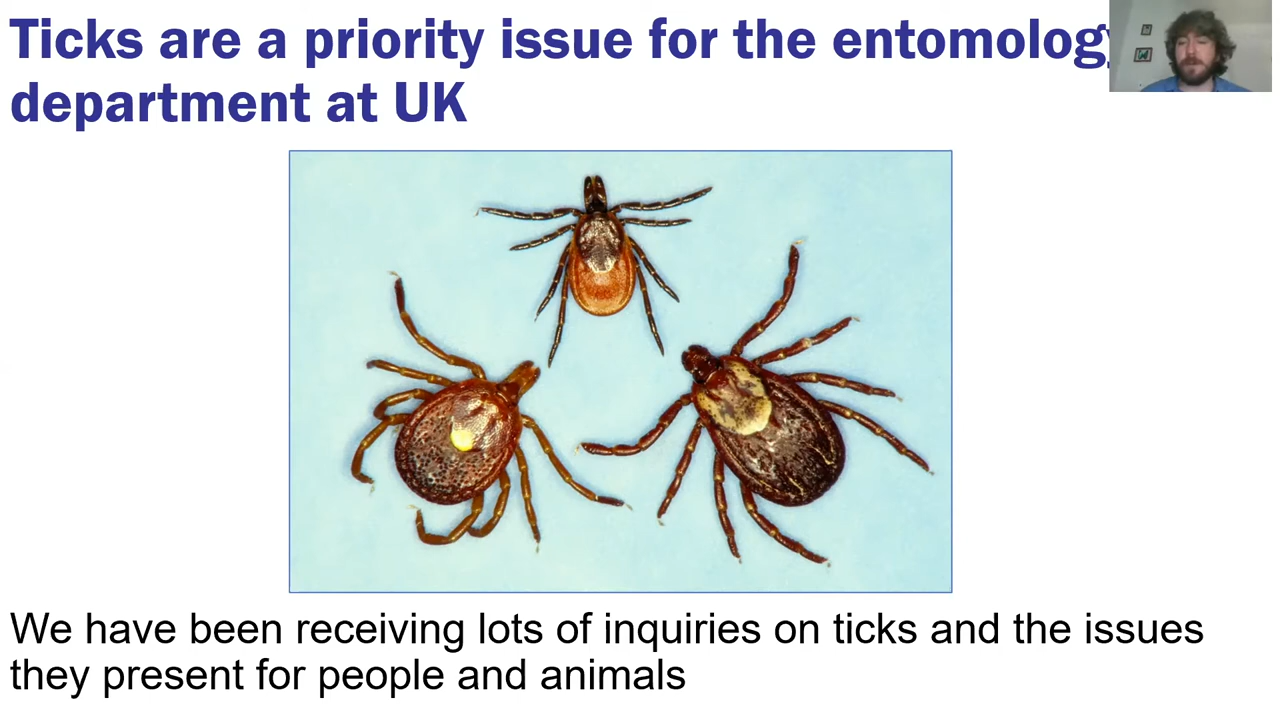 Ticks are a priority issue for the entomology
department at UK
We have been receiving lots of inquiries on ticks and the issues
they present for people and animals